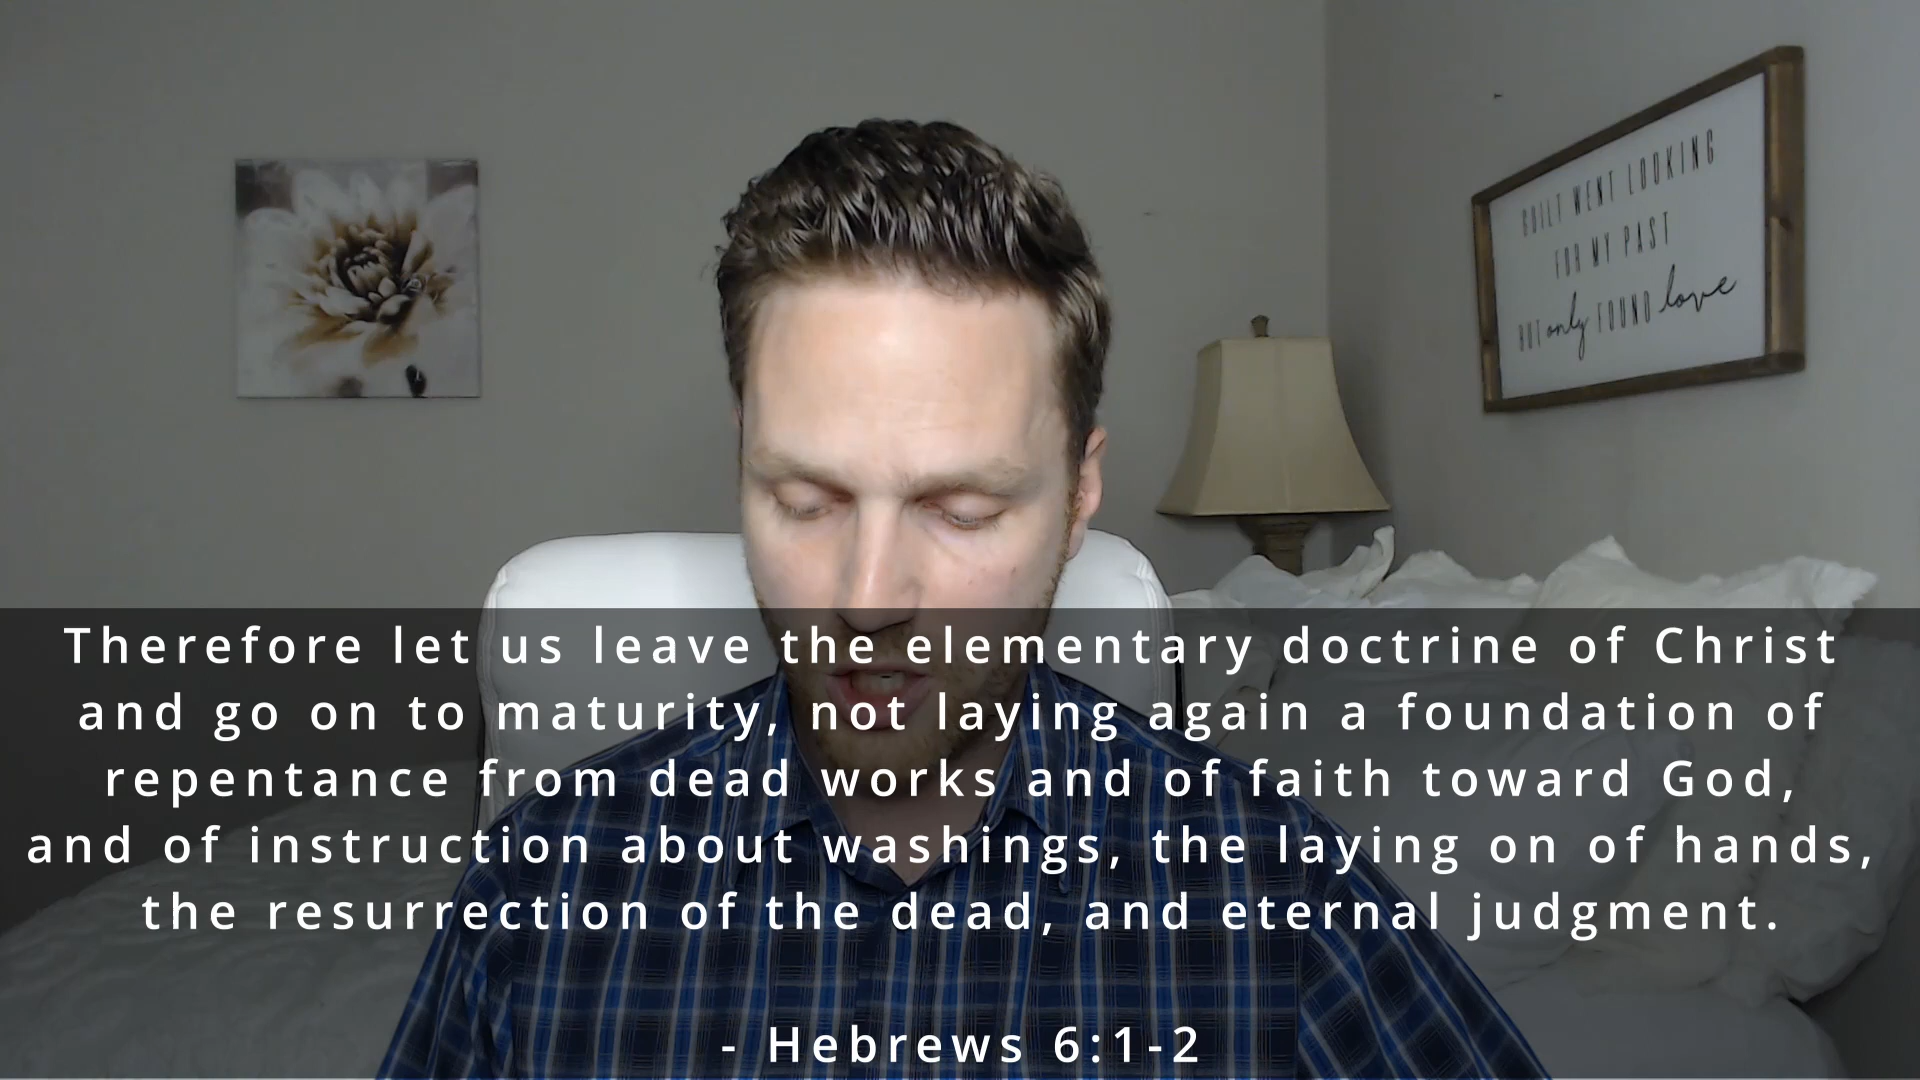 GUILT WENT LOOKING
FOR MY PAST
BUT only FOUND love
Therefore let us leave the elementary doctrine of Christ
and go on to maturity, not laying again a foundation of
repentance from dead works and of faith toward God,
and of instruction about washings, the laying on of hands,
the resurrection of the dead, and eternal judgment.
- Hebrews 6:1-2